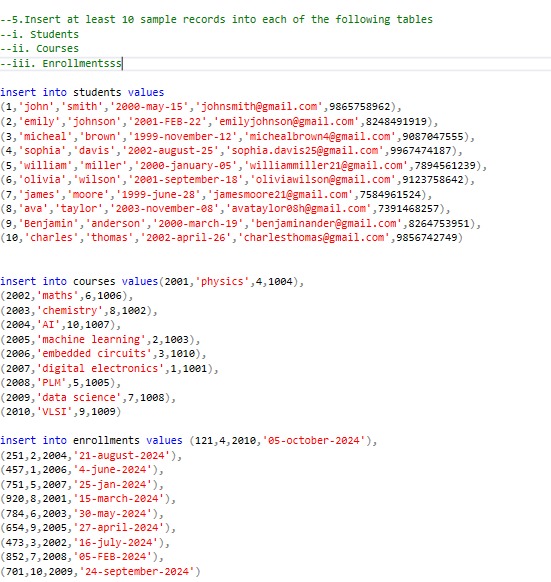 --5.Insert at least 10 sample records into each of the following tables
--i. Students
--ii. Courses
--iii. Enrollmentsss
insert into students values
(1,'john','smith','2000-may-15','johnsmith@gmail.com',9865758962),
(2,'emily','johnson','2001-FEB-22','emilyjohnson@gmail.com',8248491919),
(3,'micheal','brown','1999-november-12','michealbrown4@gmail.com',9087047555),
(4,'sophia','davis','2002-august-25','sophia.davis25@gmail.com',9967474187),
(5,'william','miller','2000-january-05','williammiller21@gmail.com',7894561239),
(6,'olivia','wilson','2001-september-18','oliviawilson@gmail.com',9123758642),
(7,'james','moore','1999-june-28','jamesmoore21@gmail.com',7584961524),
(8,'ava','taylor','2003-november-08','avataylor08h@gmail.com',7391468257),
(9,'Benjamin','anderson','2000-march-19','benjaminander@gmail.com',8264753951),
(10,'charles','thomas','2002-april-26','charlesthomas@gmail.com',9856742749)
insert into courses values(2001,'physics',4,1004),
(2002,'maths',6,1006),
(2003,'chemistry',8,1002),
(2004,'AI',10,1007),
(2005,'machine learning',2,1003),
(2006,'embedded circuits',3,1010),
(2007,'digital electronics',1,1001),
(2008,'PLM',5,1005),
(2009,'data science',7,1008),
(2010,'VLSI',9,1009)
insert into enrollments values (121,4,2010,'05-october-2024'),
(251,2,2004,'21-august-2024'),
(457,1,2006,'4-june-2024'),
(751,5,2007,'25-jan-2024'),
(920,8,2001,'15-march-2024'),
(784,6,2003,'30-may-2024'),
(654,9,2005,'27-april-2024'),
(473,3,2002,'16-july-2024'),
(852,7,2008,'05-FEB-2024'),
(701,10,2009,'24-september-2024')